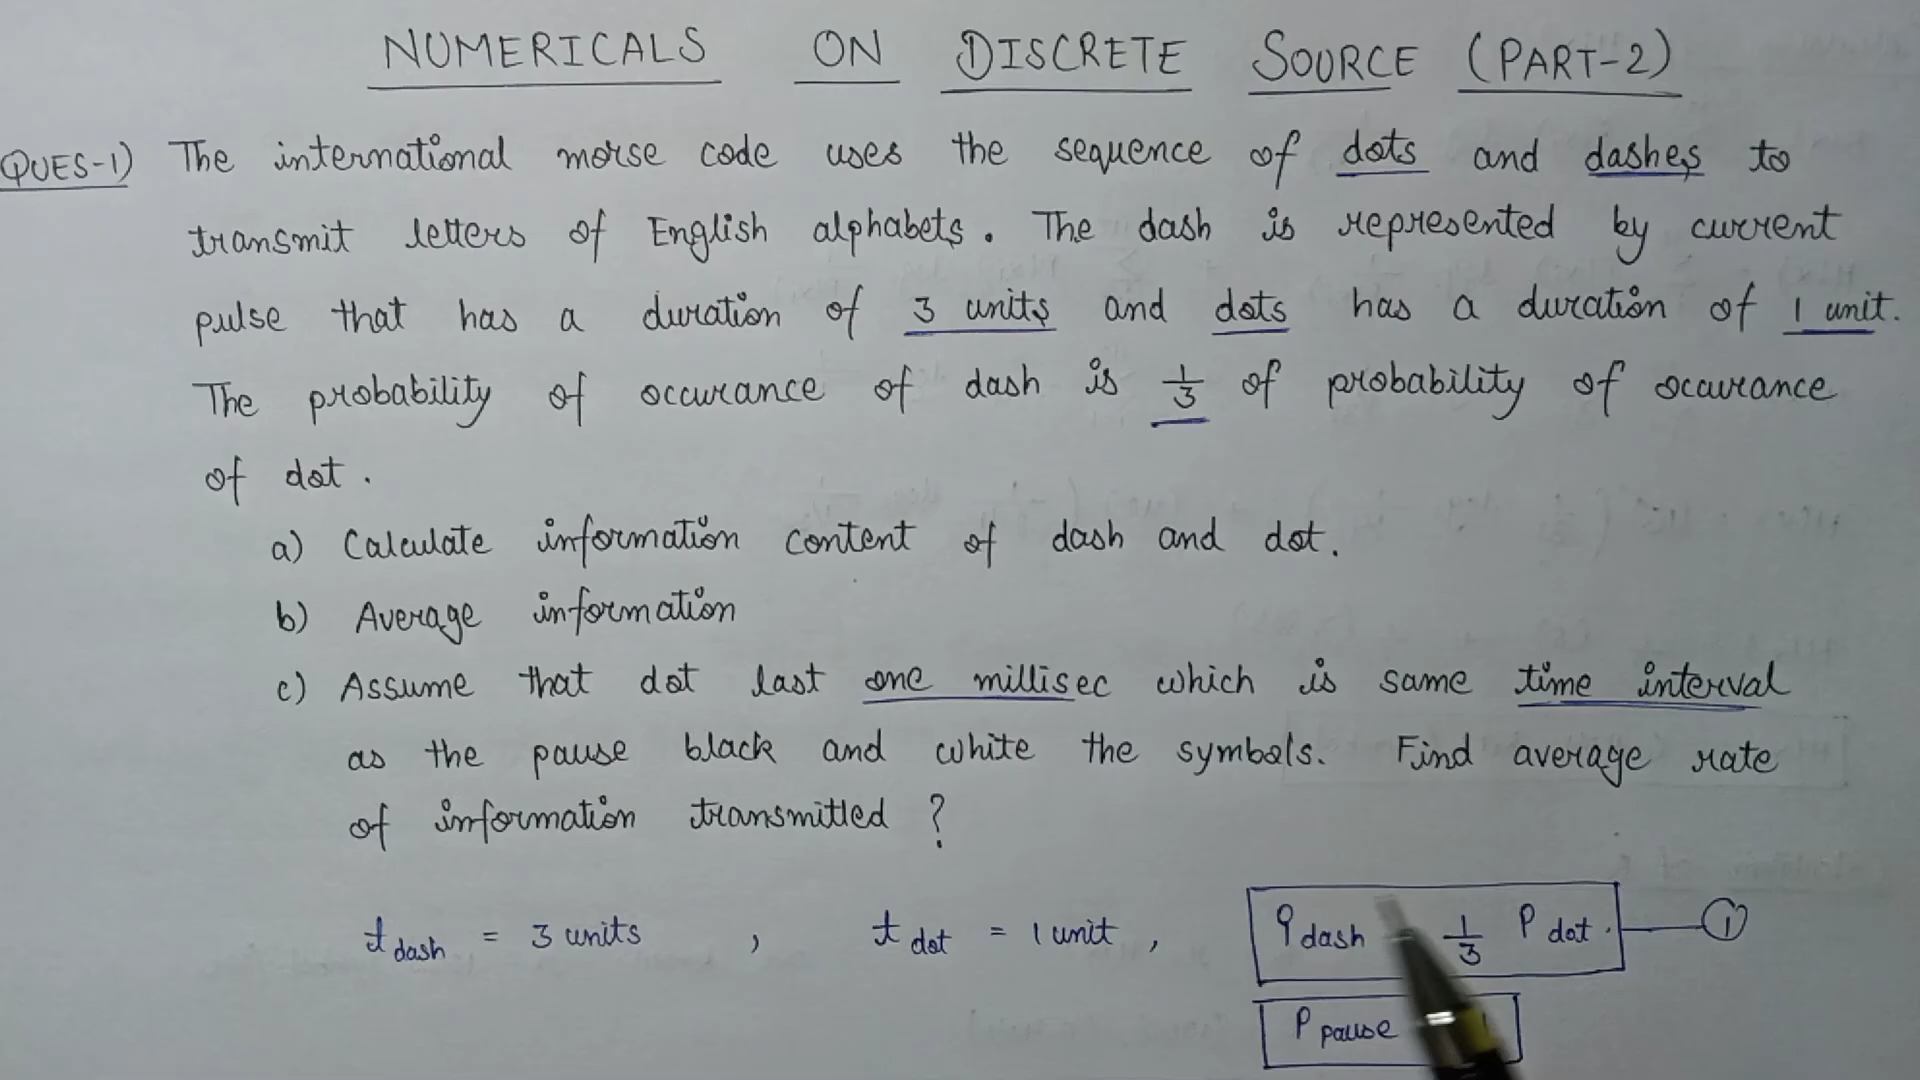 NUMERICALS ON DISCRETE SOURCE (PART-2)
QUES-1) The international morse code uses the sequence of dots and dashes to
transmit letters of English alphabets. The dash is represented by current
pulse that has a duration of 3 units and dots has a duration of 1 unit.
The probability of occurance of dash is 1/3 of probability of occurance
of dot.
a) Calculate information content of dash and dot.
b) Average information
c) Assume that dot last one millisec which is same time interval
as the pause black and white the symbols. Find average rate
of information transmitted ?
t dash = 3 units , t dot = 1 unit , P dash 1/3 P dot. 1
P pause